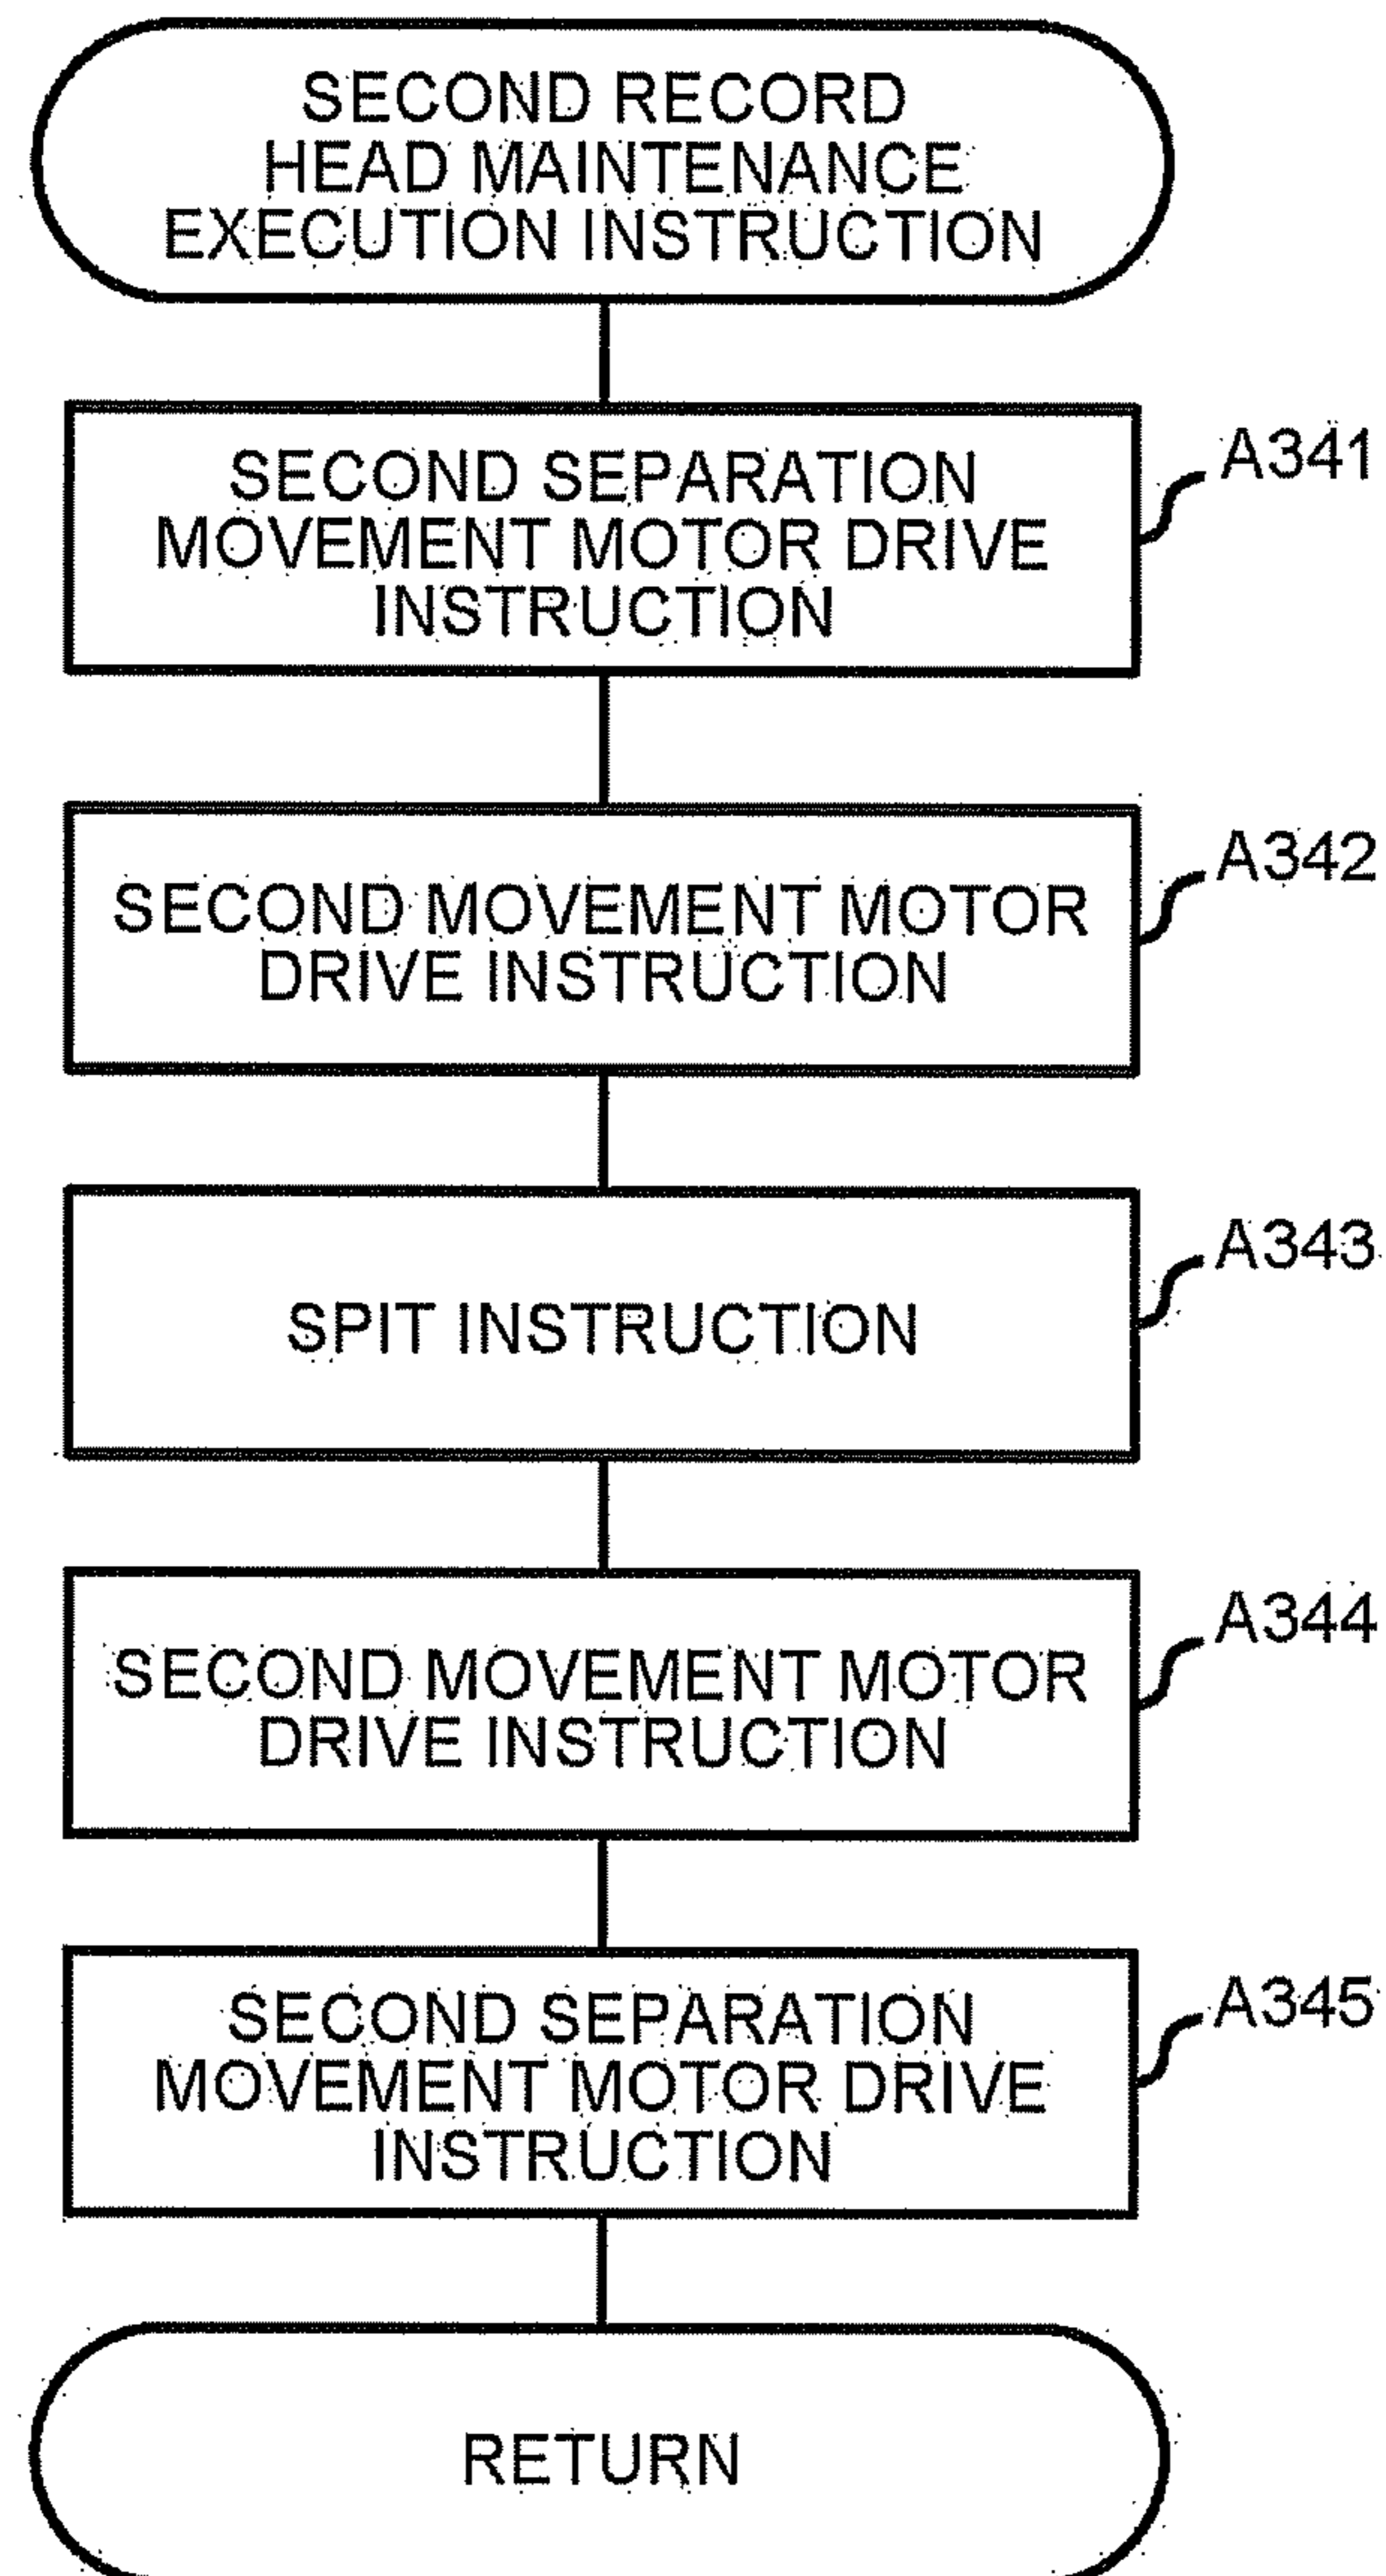 SECOND RECORD
HEAD MAINTENANCE
EXECUTION INSTRUCTION
A341
SECOND SEPARATION
MOVEMENT MOTOR DRIVE
INSTRUCTION
A342
SECOND MOVEMENT MOTOR
DRIVE INSTRUCTION
A343
SPIT INSTRUCTION
A344
SECOND MOVEMENT MOTOR
DRIVE INSTRUCTION
A345
SECOND SEPARATION
MOVEMENT MOTOR DRIVE
INSTRUCTION
RETURN